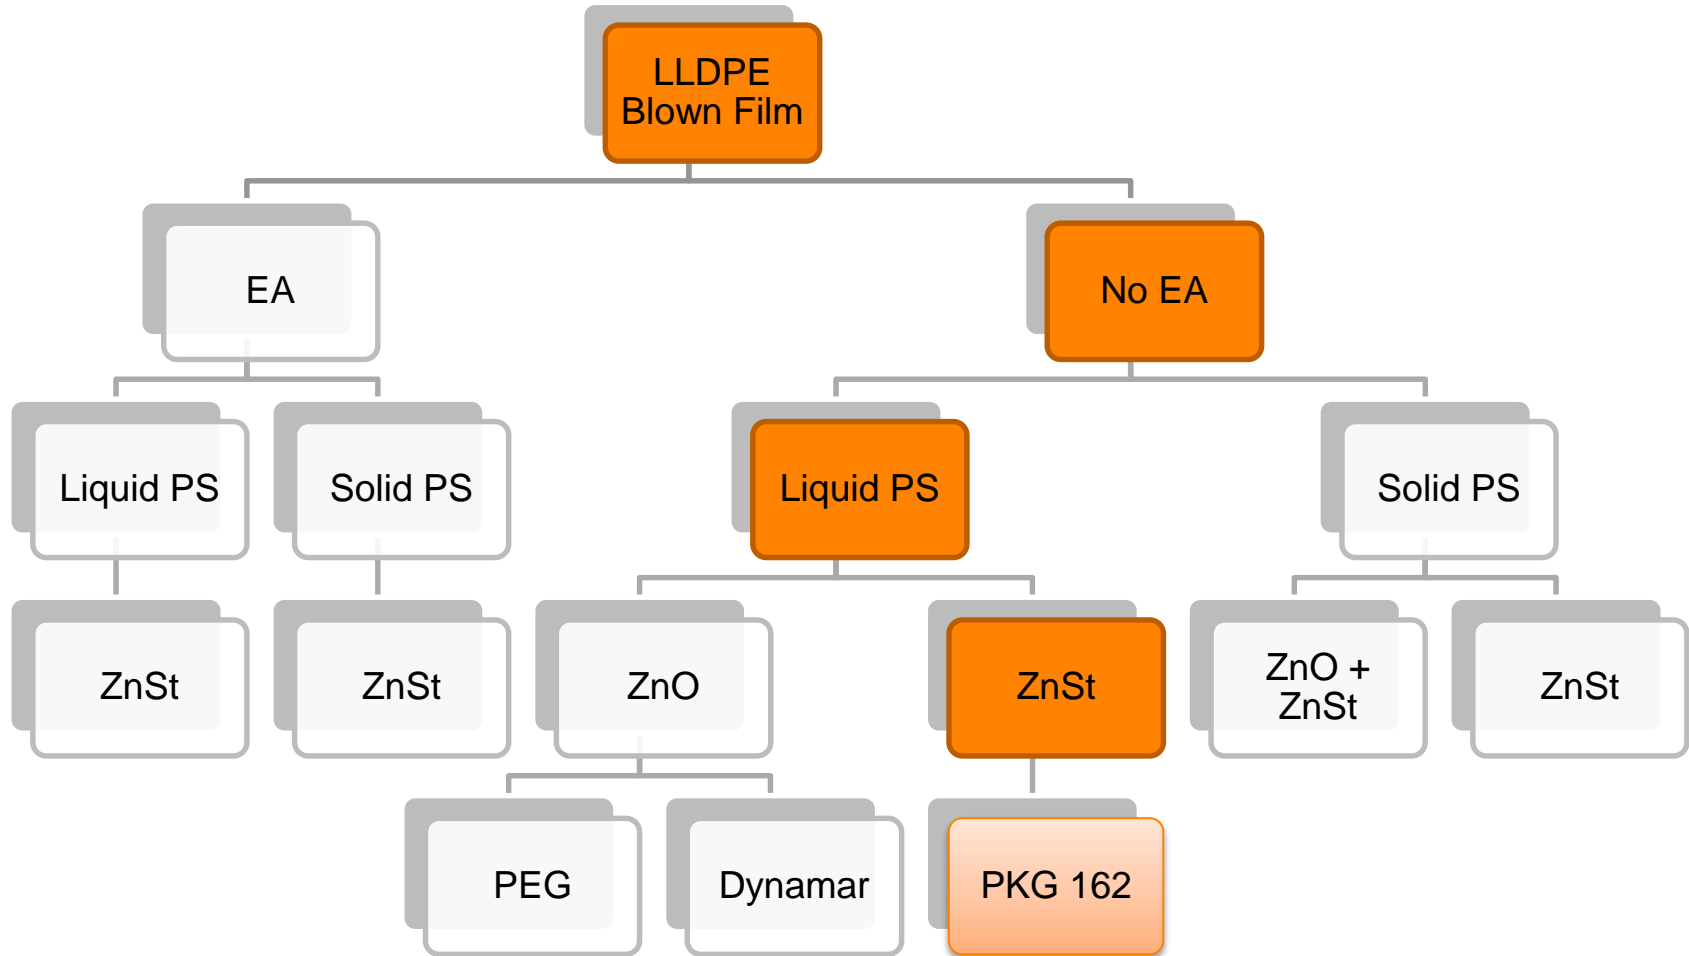 LLDPE
Blown Film
EA
No EA
Liquid PS
Solid PS
Liquid PS
Solid PS
ZnSt
ZnSt
ZnO
ZnSt
ZnO +
ZnSt
ZnSt
PEG
Dynamar
PKG 162